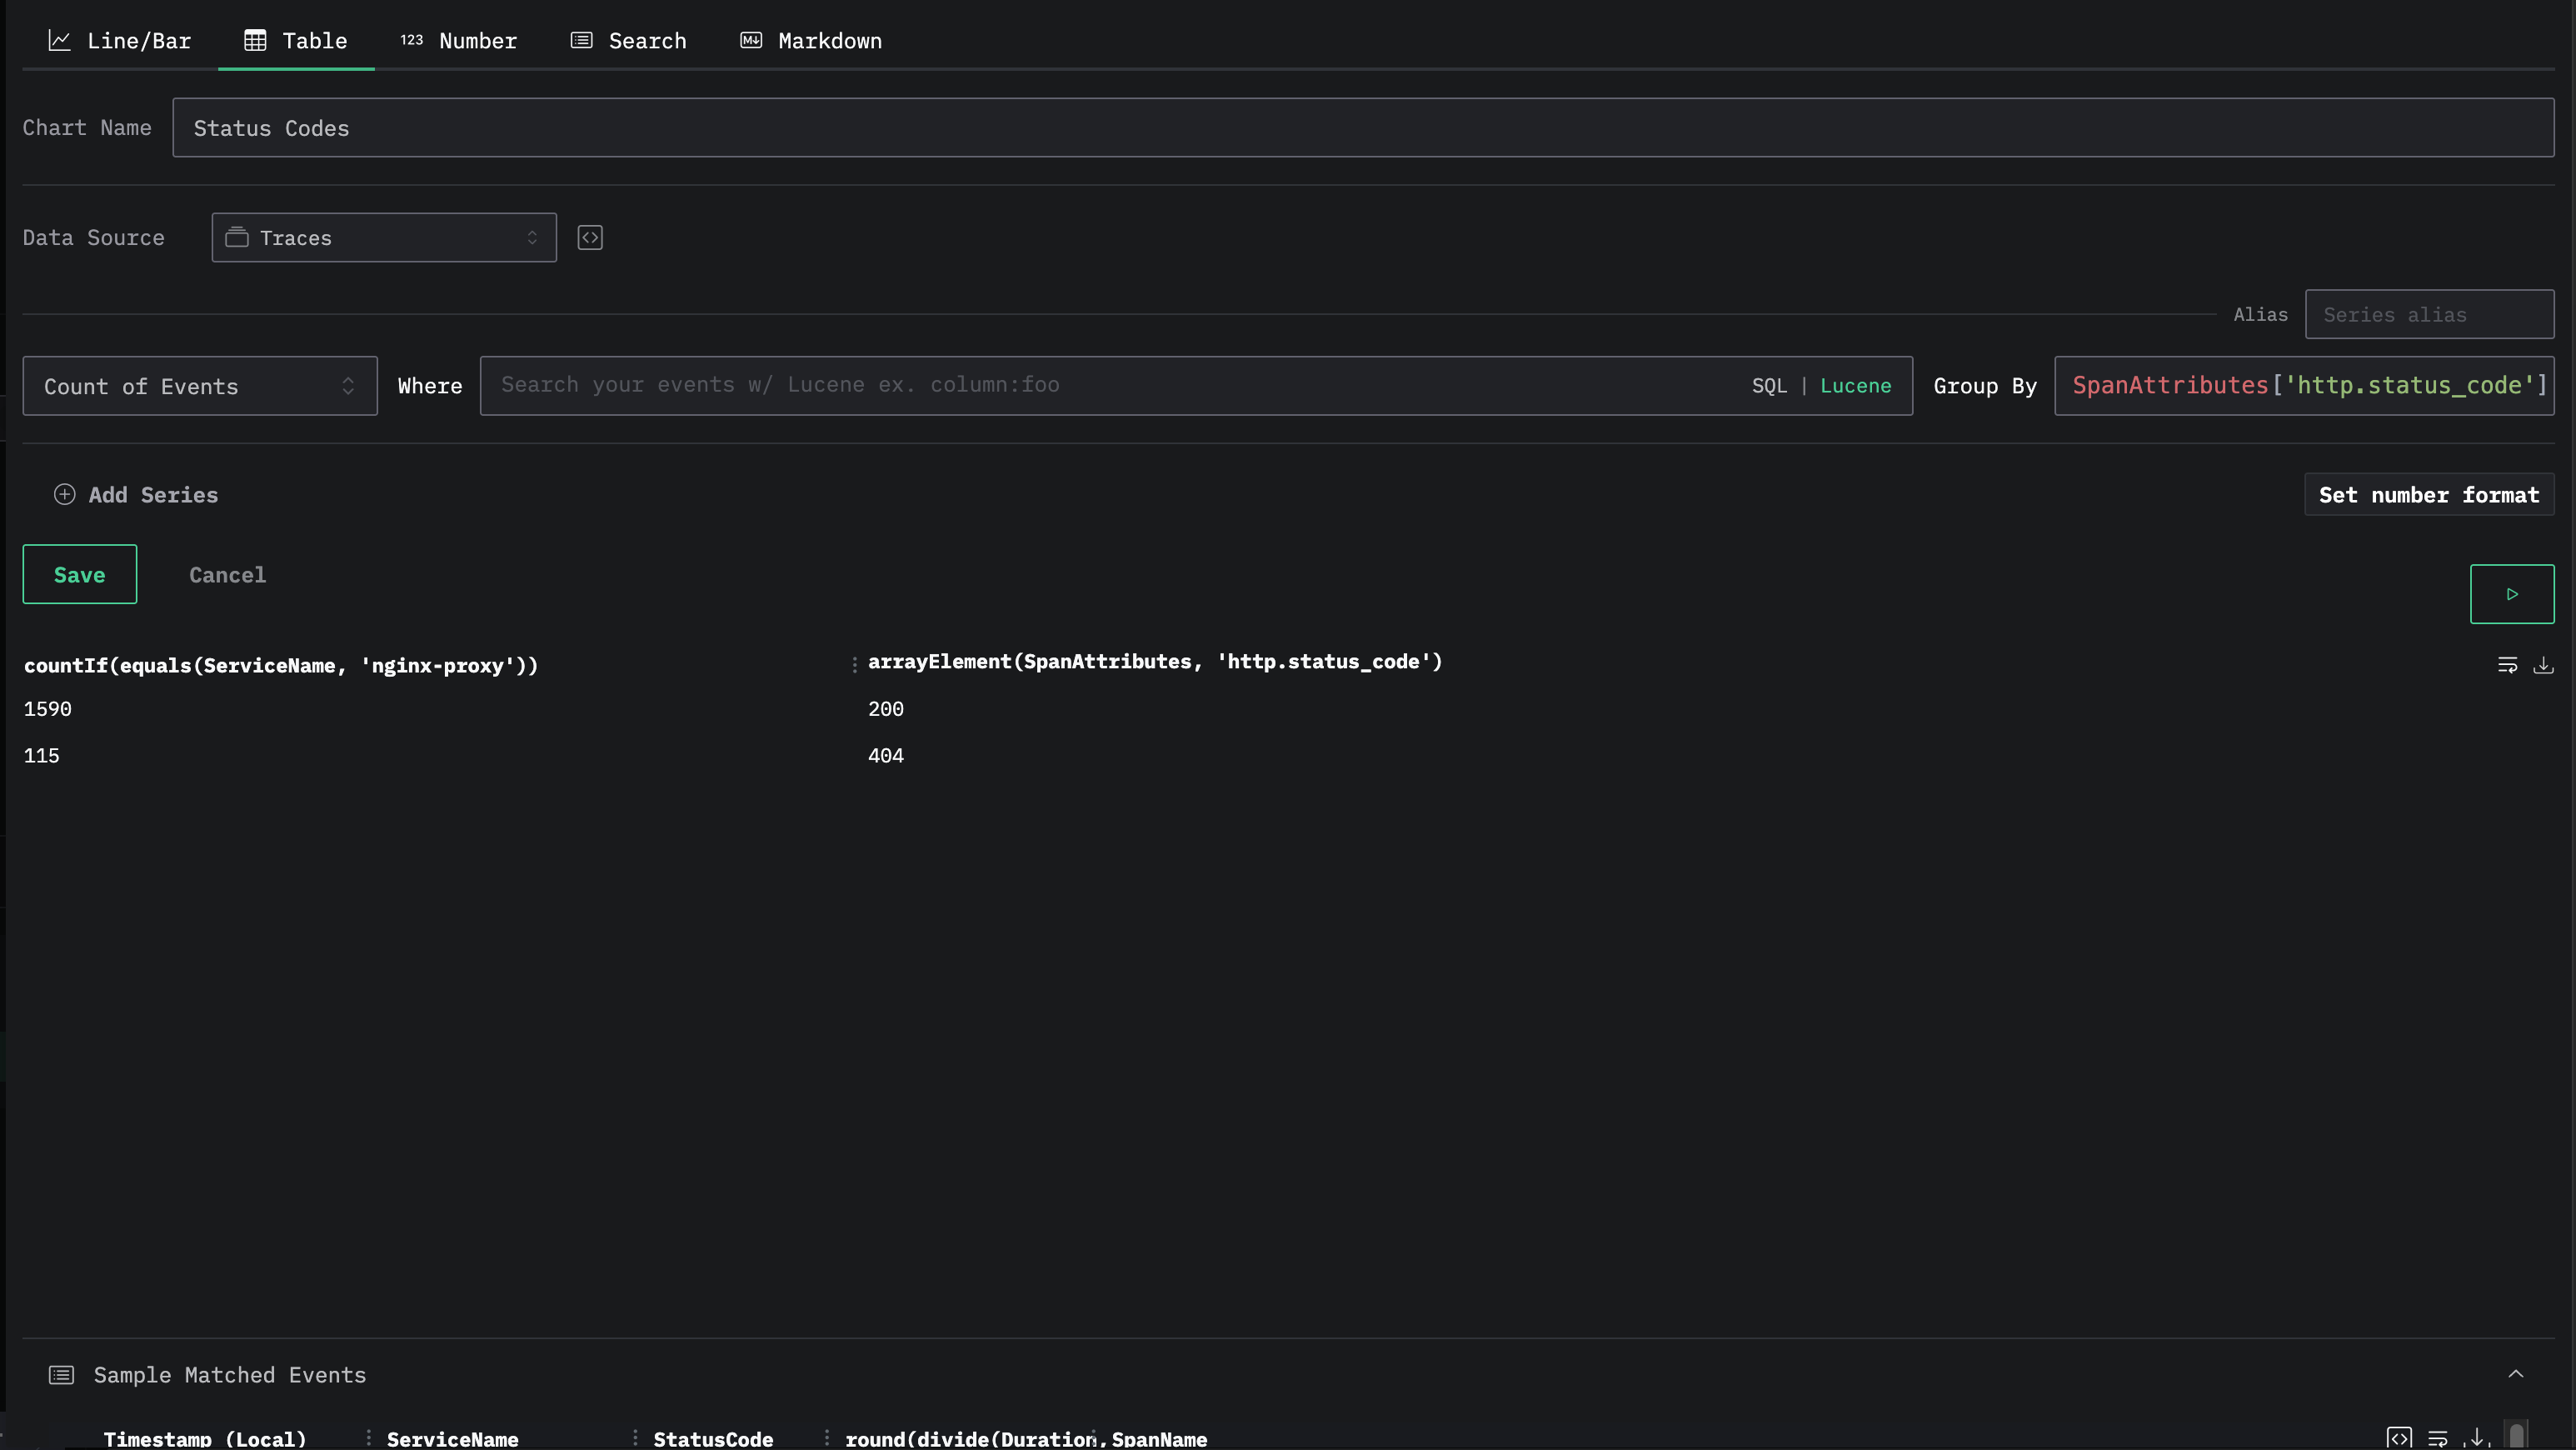 Line/Bar Table 123 Number Search M↓ Markdown
Chart Name Status Codes
Data Source Traces
Alias Series alias
Count of Events Where Search your events w/ Lucene ex. column:foo SQL | Lucene Group By SpanAttributes['http.status_code']
Add Series Set number format
Save Cancel
countIf(equals(ServiceName, 'nginx-proxy')) arrayElement(SpanAttributes, 'http.status_code')
1590 200
115 404
Sample Matched Events
Timestamp (Local) ServiceName StatusCode round(divide(Duration, SpanName